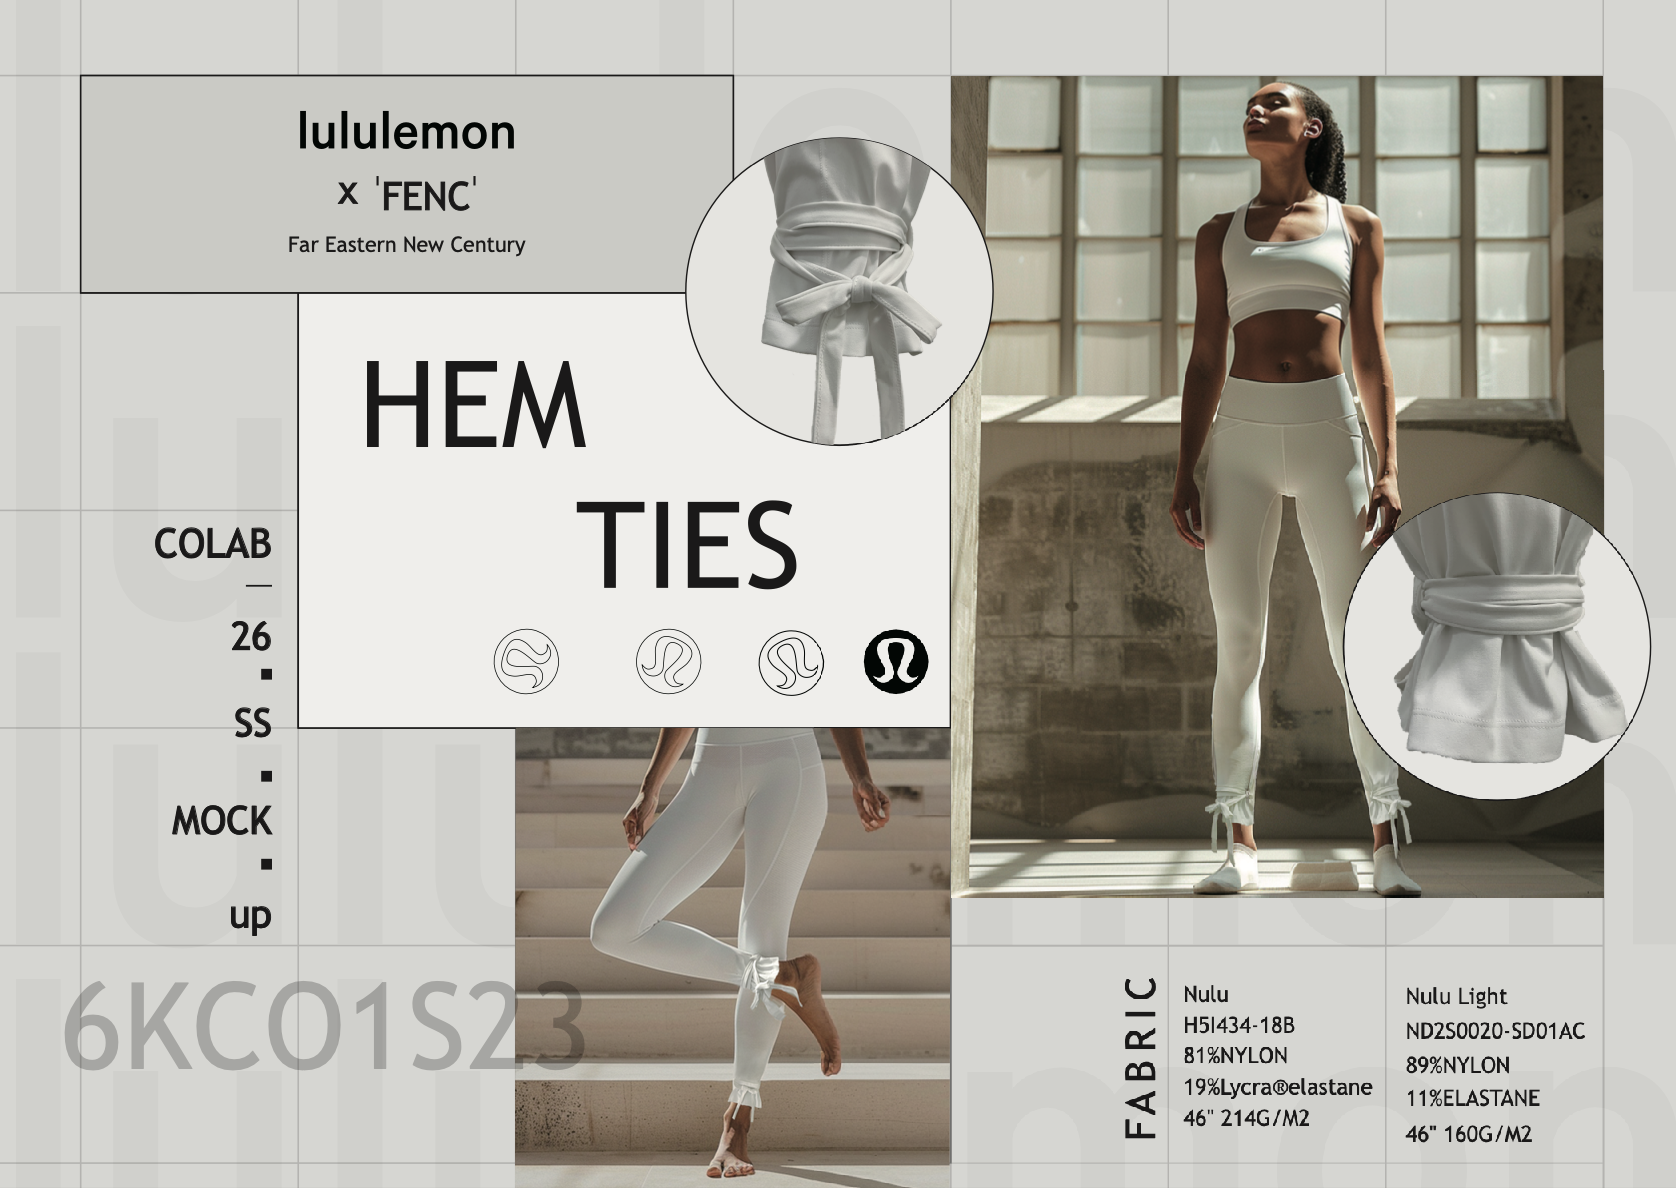 lululemon
x 'FENC'
Far Eastern New Century
HEM
TIES
COLAB
—
26
SS
MOCK
up
6KCO1S23
FABRIC
Nulu
H5I434-18B
81%NYLON
19%Lycra®elastane
46" 214G/M2
Nulu Light
ND2S0020-SD01AC
89%NYLON
11%ELASTANE
46" 160G/M2